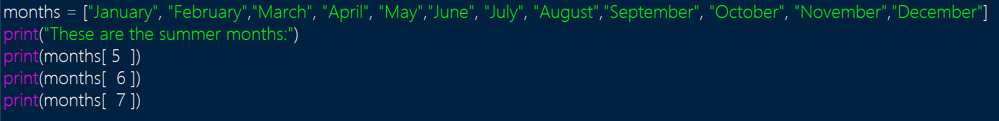 months = ["January", "February","March", "April", "May","June", "July", "August","September", "October", "November","December"]
print("These are the summer months:")
print(months[ 5  ])
print(months[  6 ])
print(months[  7 ])